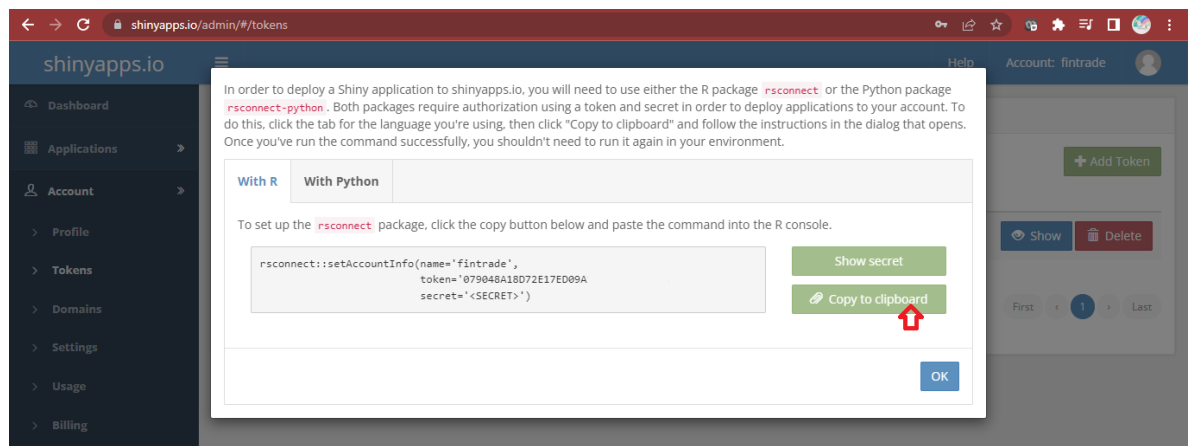 shinyapps.io/admin/#/tokens
shinyapps.io
Help
Account: fintrade
Dashboard
Applications
Account
Profile
Tokens
Domains
Settings
Usage
Billing
In order to deploy a Shiny application to shinyapps.io, you will need to use either the R package rsconnect or the Python package
rsconnect-python. Both packages require authorization using a token and secret in order to deploy applications to your account. To
do this, click the tab for the language you're using, then click "Copy to clipboard" and follow the instructions in the dialog that opens.
Once you've run the command successfully, you shouldn't need to run it again in your environment.
With R
With Python
To set up the rsconnect package, click the copy button below and paste the command into the R console.
rsconnect::setAccountInfo(name='fintrade',
token='079048A18D72E17ED09A
secret='<SECRET>')
Show secret
Copy to clipboard
OK
Add Token
Show
Delete
First
1
Last